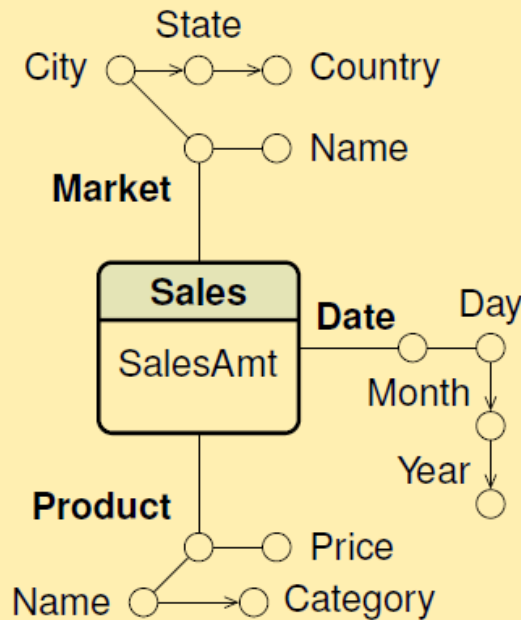 State
City
Country
Name
Market
Sales
SalesAmt
Date
Day
Month
Year
Product
Price
Name
Category